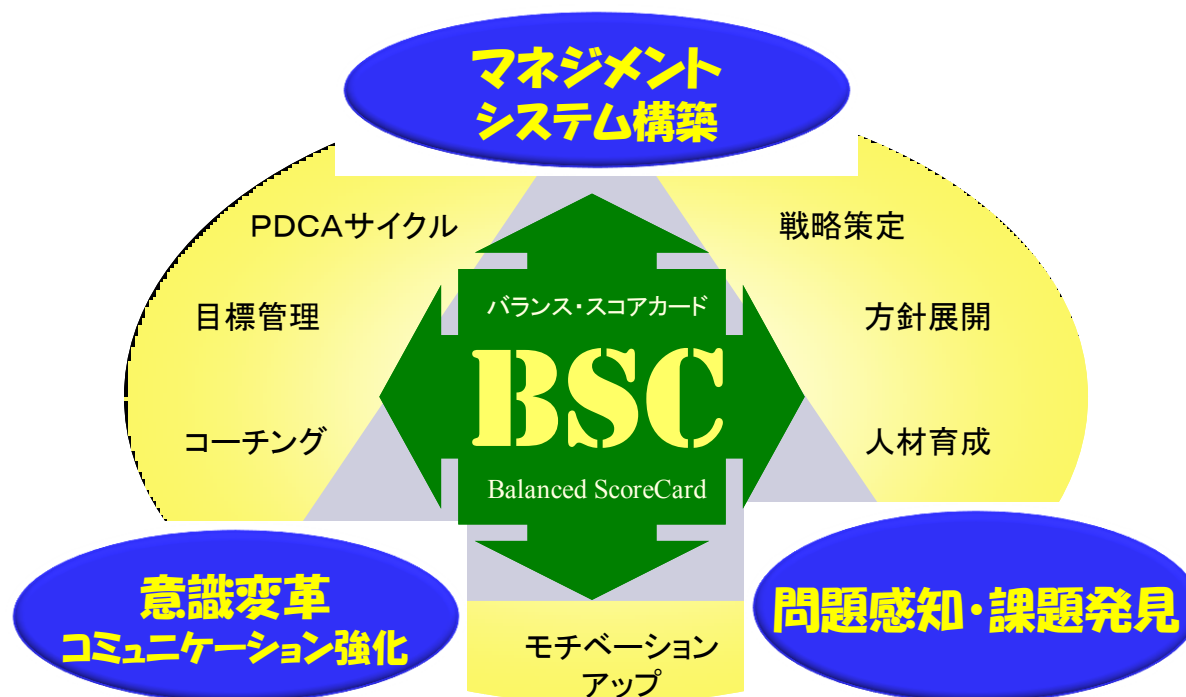 マネジメント
システム構築
PDCAサイクル
戦略策定
バランス・スコアカード
目標管理
方針展開
BSC
コーチング
人材育成
Balanced ScoreCard
意識変革
コミュニケーション強化
問題感知・課題発見
モチベーション
アップ